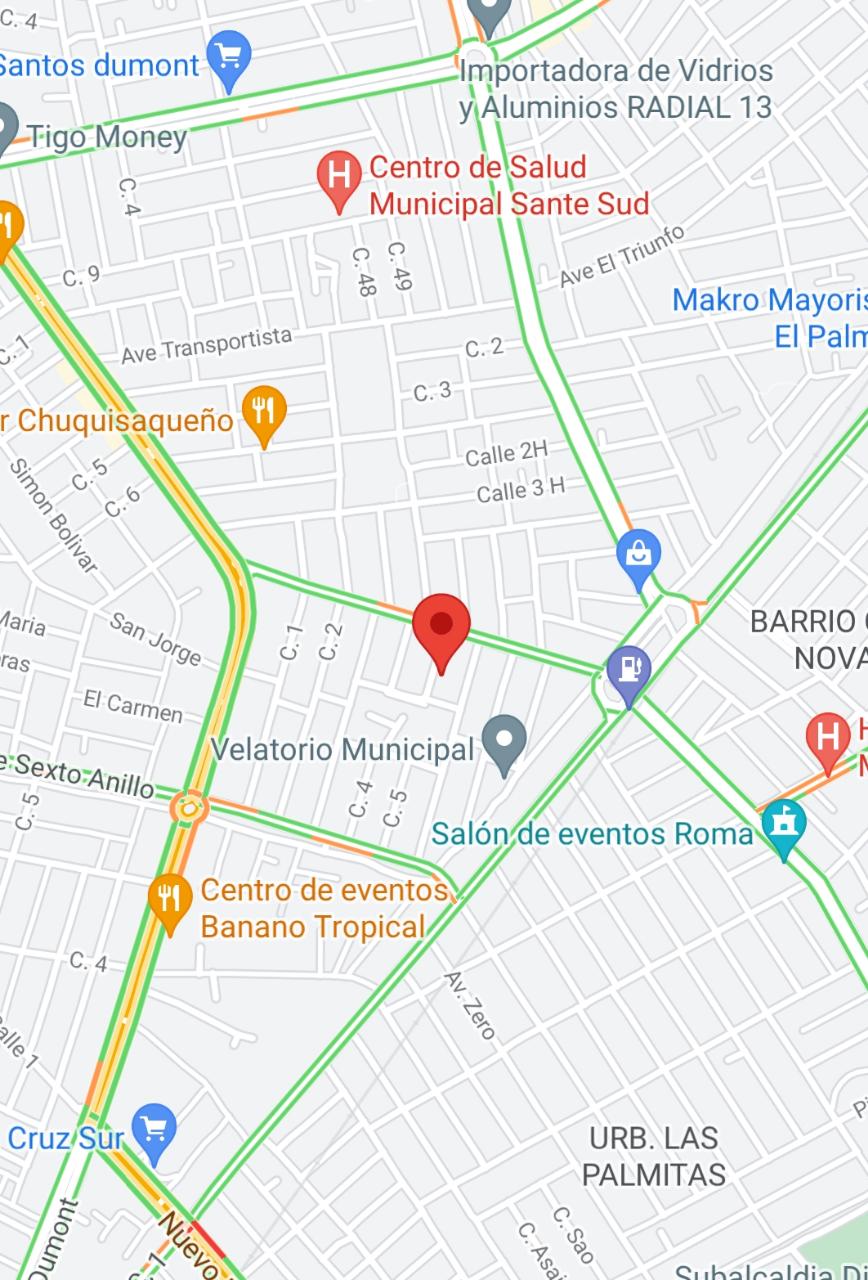 C. 4
Santos dumont
Importadora de Vidrios
y Aluminios RADIAL 13
Tigo Money
Centro de Salud
Municipal Sante Sud
C. 4
Ave El Triunfo
C. 48
C. 49
C. 9
Makro Mayoris
El Palm
C. 1
Ave Transportista
C. 2
C. 3
r Chuquisaqueño
Calle 2H
Calle 3 H
C. 5
C. 6
Simon Bolivar
Maria
San Jorge
C. 1
C. 2
BARRIO
NOVA
ras
El Carmen
Velatorio Municipal
H
M
e Sexto Anillo
C. 5
C. 4
C. 5
Salón de eventos Roma
Centro de eventos
Banano Tropical
C. 4
Av. Zero
alle 1
Cruz Sur
URB. LAS
PALMITAS
Dumont
Nuevo
C. 1
C. Sao
C. Asai
Subalcaldia Di